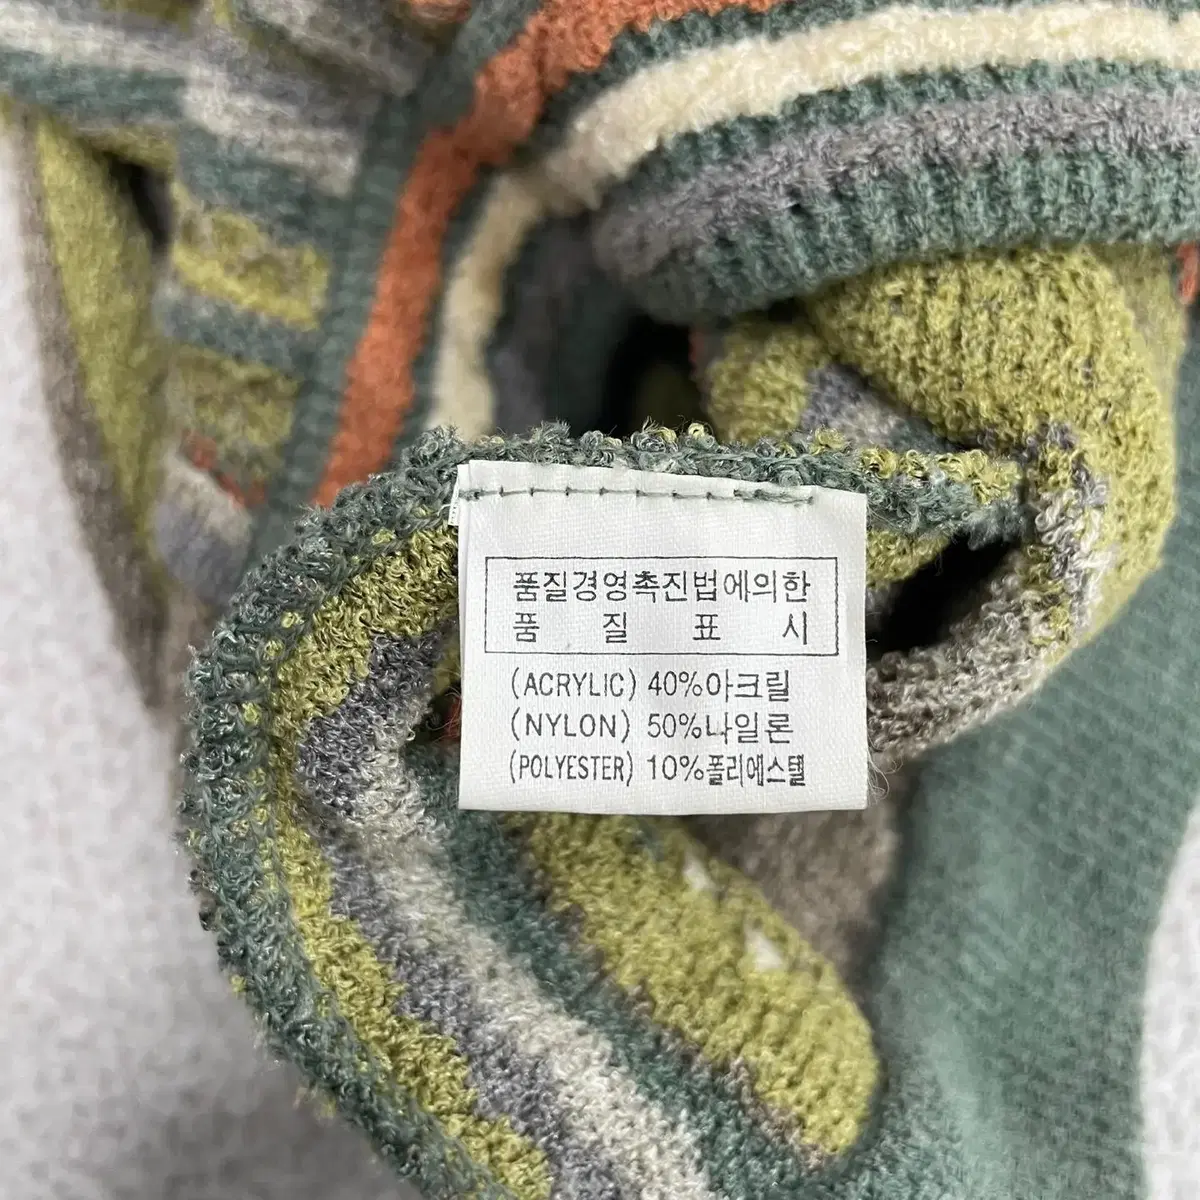 품질경영촉진법에의한
품 질 표 시
(ACRYLIC) 40%아크릴
(NYLON) 50%나일론
(POLYESTER) 10%폴리에스텔